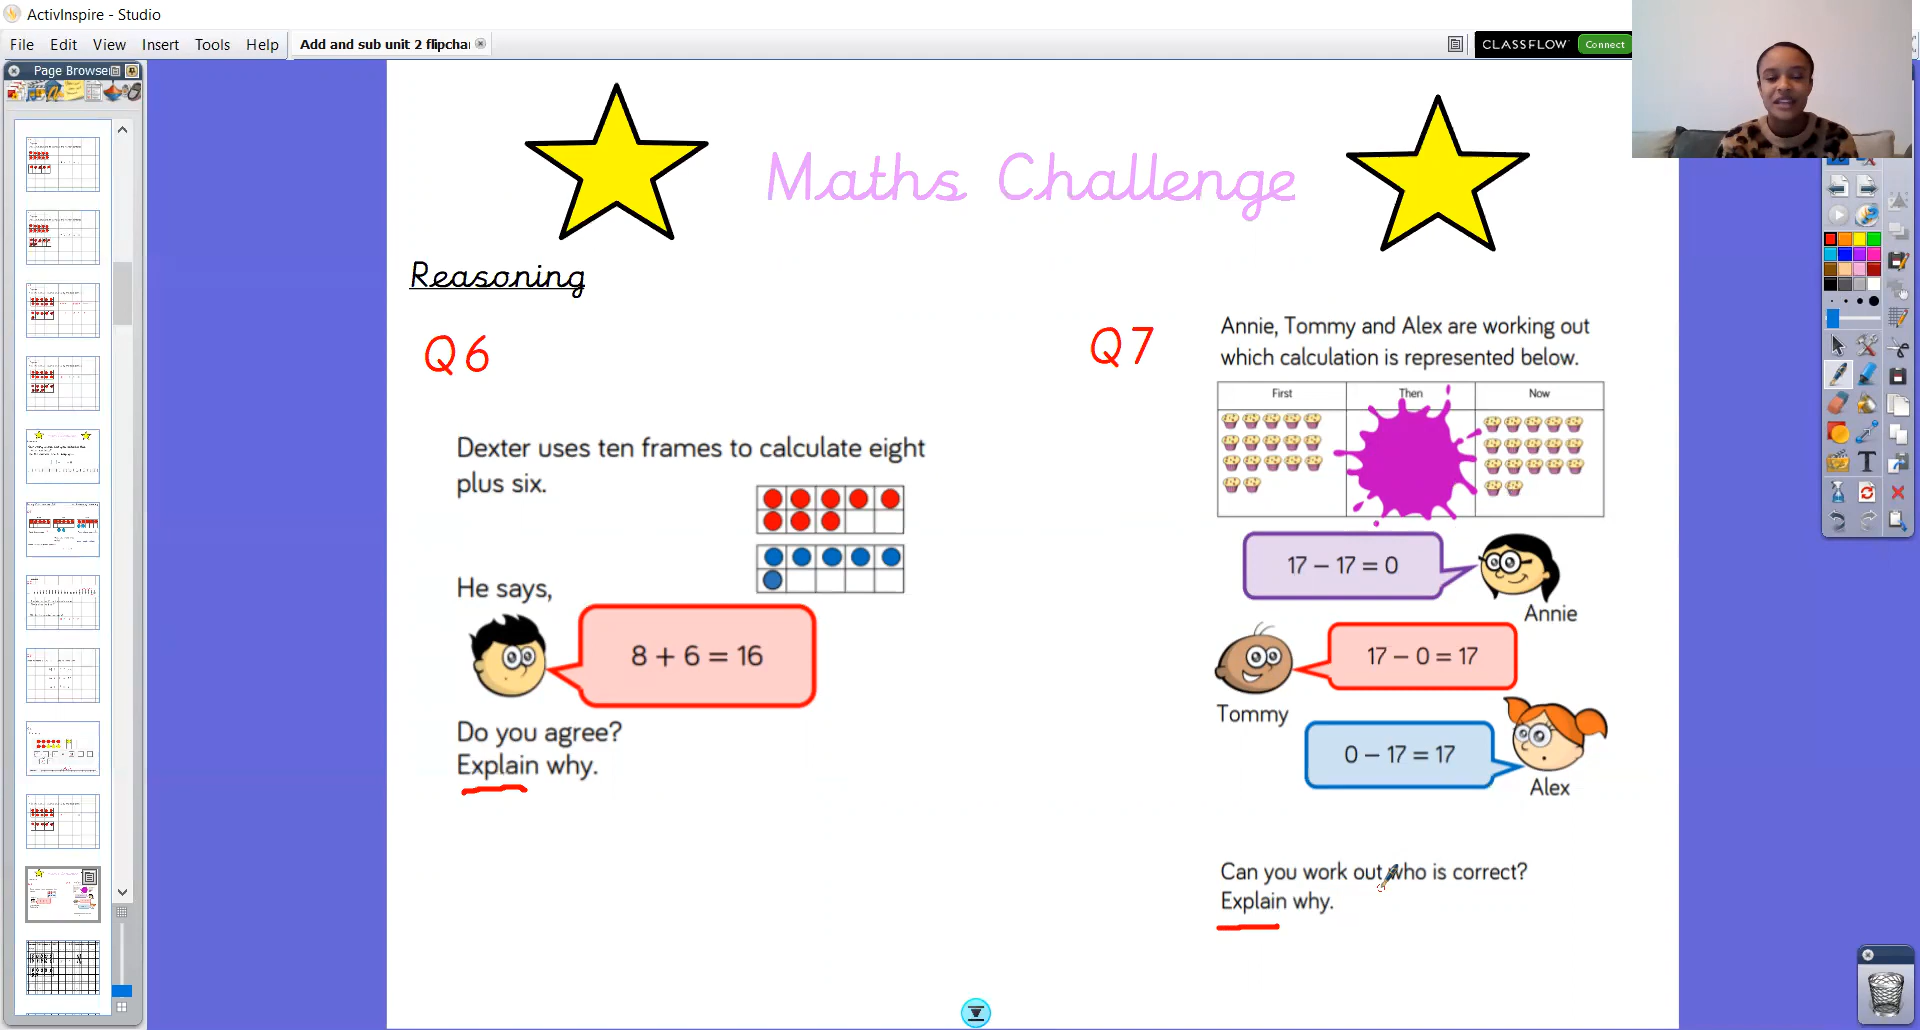 ActivInspire - Studio
File Edit View Insert Tools Help Add and sub unit 2 flipchar
CLASSFLOW Connect
Page Browser
Maths Challenge
Reasoning
Q6
Dexter uses ten frames to calculate eight
plus six.
He says,
8 + 6 = 16
Do you agree?
Explain why.
Q7
Annie, Tommy and Alex are working out
which calculation is represented below.
First Then Now
17 – 17 = 0
Annie
17 – 0 = 17
Tommy
0 – 17 = 17
Alex
Can you work out who is correct?
Explain why.